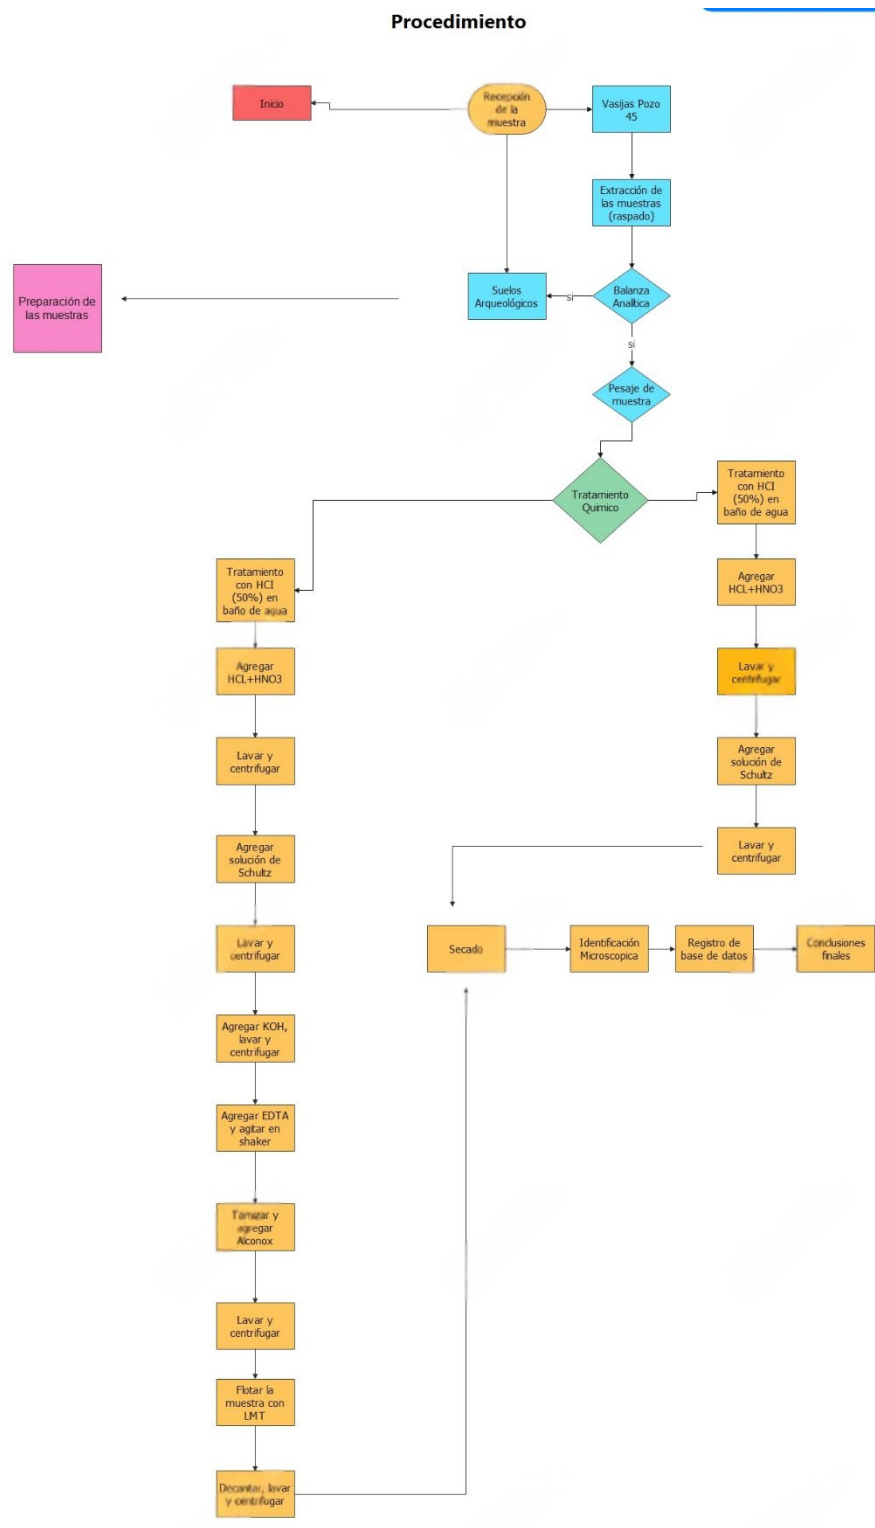 Procedimiento
Inicio
Recepción
de la
muestra
Vasijas Pozo
45
Extracción de
las muestras
(raspado)
Preparación de
las muestras
Suelos
Arqueológicos
si
Balanza
Analítica
si
Pesaje de
muestra
Tratamiento
Quimico
Tratamiento
con HCl
(50%) en
baño de agua
Agregar
HCL+HNO3
Lavar y
centrifugar
Agregar
solución de
Schultz
Lavar y
centrifugar
Tratamiento
con HCl
(50%) en
baño de agua
Agregar
HCL+HNO3
Lavar y
centrifugar
Agregar
solución de
Schultz
Lavar y
centrifugar
Agregar KOH,
lavar y
centrifugar
Agregar EDTA
y agitar en
shaker
Tamizar y
agregar
Alconox
Lavar y
centrifugar
Flotar la
muestra con
LMT
Decantar, lavar
y centrifugar
Secado
Identificación
Microscopica
Registro de
base de datos
Conclusiones
finales